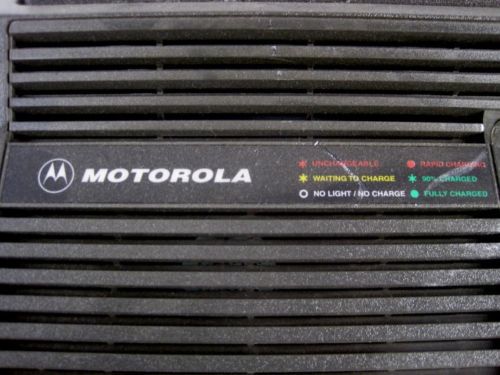 MOTOROLA
UNCHARGEABLE
WAITING TO CHARGE
NO LIGHT / NO CHARGE
RAPID CHARGING
90% CHARGED
FULLY CHARGED